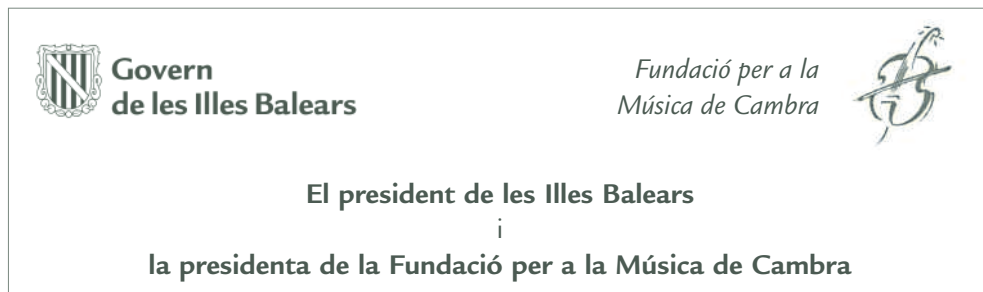 Govern
de les Illes Balears
Fundació per a la
Música de Cambra
El president de les Illes Balears
i
la presidenta de la Fundació per a la Música de Cambra